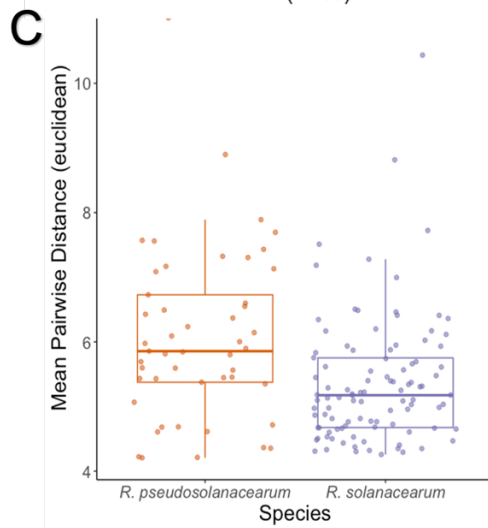 C
Mean Pairwise Distance (euclidean)
10
8
6
4
R. pseudosolanacearum
R. solanacearum
Species